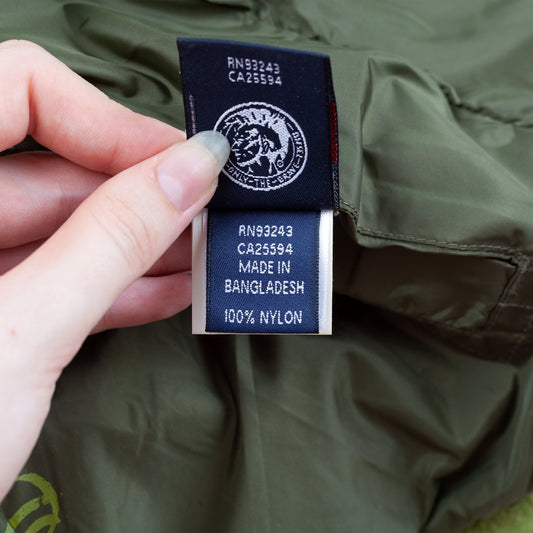 RN93243
CA25594
ONLY-THE-BRAVE
RN93243
CA25594
MADE IN
BANGLADESH
100% NYLON